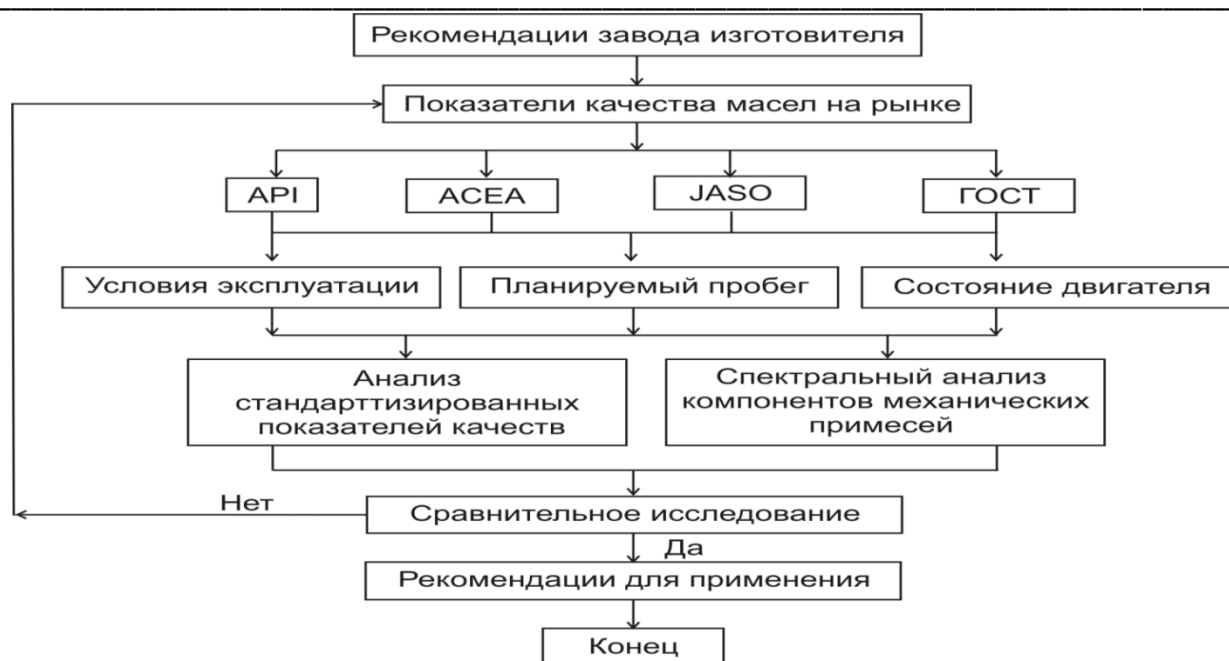 Рекомендации завода изготовителя
Показатели качества масел на рынке
API
ACEA
JASO
ГОСТ
Условия эксплуатации
Планируемый пробег
Состояние двигателя
Анализ
стандарттизированных
показателей качеств
Спектральный анализ
компонентов механических
примесей
Нет
Сравнительное исследование
Да
Рекомендации для применения
Конец